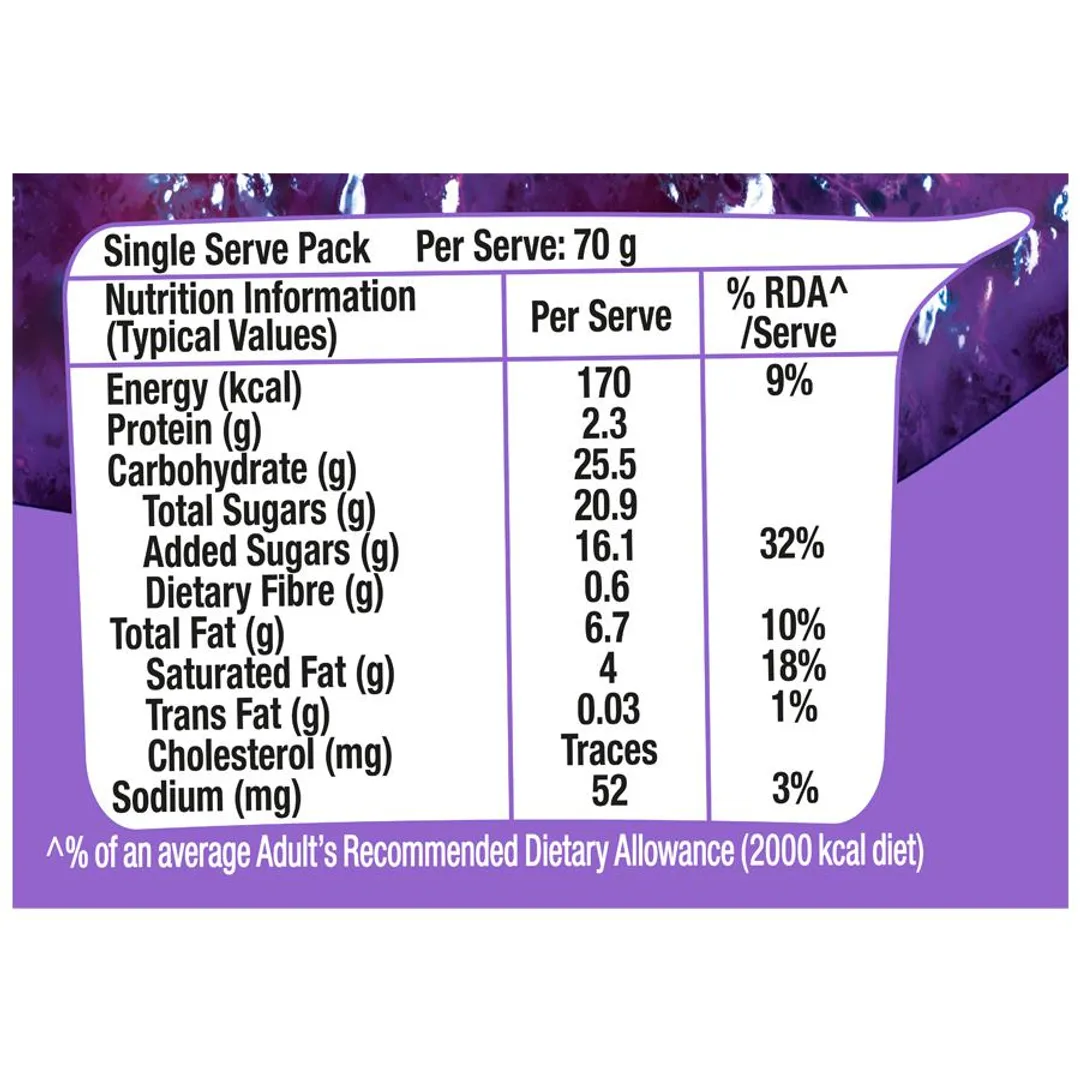 Single Serve Pack Per Serve: 70 g
Nutrition Information (Typical Values) Per Serve % RDA^ /Serve
Energy (kcal) 170 9%
Protein (g) 2.3
Carbohydrate (g) 25.5
Total Sugars (g) 20.9
Added Sugars (g) 16.1 32%
Dietary Fibre (g) 0.6
Total Fat (g) 6.7 10%
Saturated Fat (g) 4 18%
Trans Fat (g) 0.03 1%
Cholesterol (mg) Traces
Sodium (mg) 52 3%
^% of an average Adult's Recommended Dietary Allowance (2000 kcal diet)